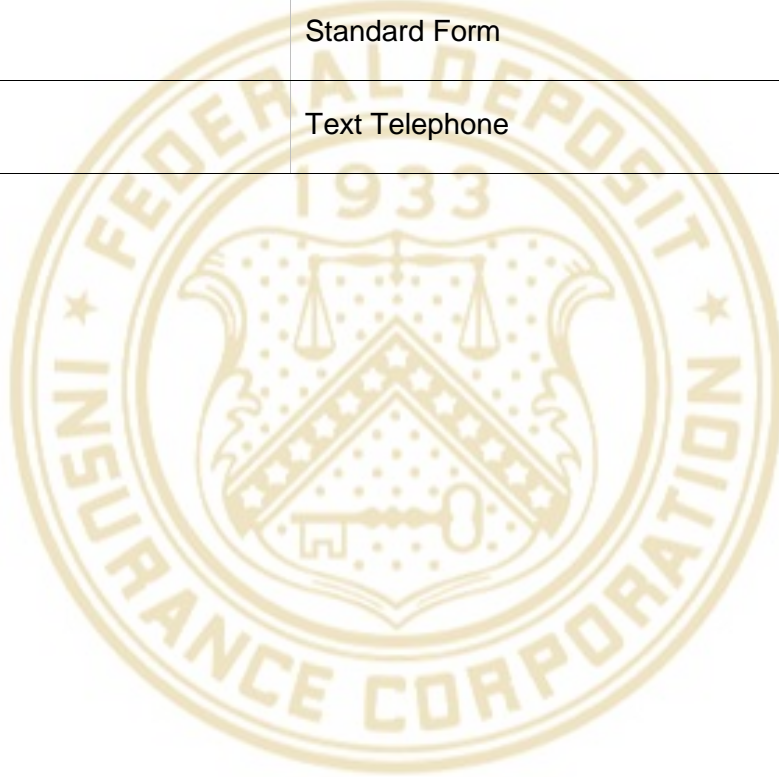 Standard Form
Text Telephone
FEDERAL DEPOSIT
1933
INSURANCE CORPORATION